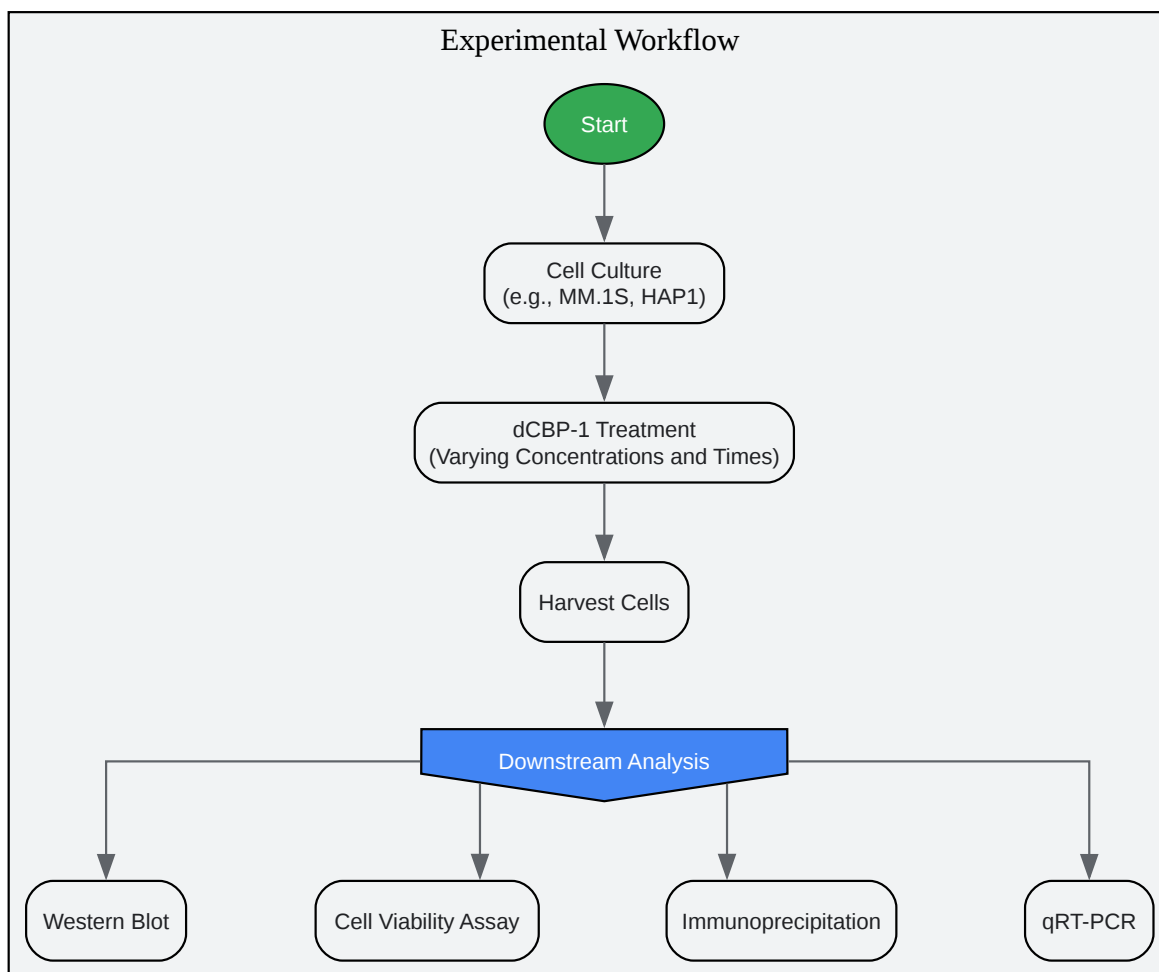 Experimental Workflow
Start
Cell Culture
(e.g., MM.1S, HAP1)
dCBP-1 Treatment
(Varying Concentrations and Times)
Harvest Cells
Downstream Analysis
Western Blot
Cell Viability Assay
Immunoprecipitation
qRT-PCR